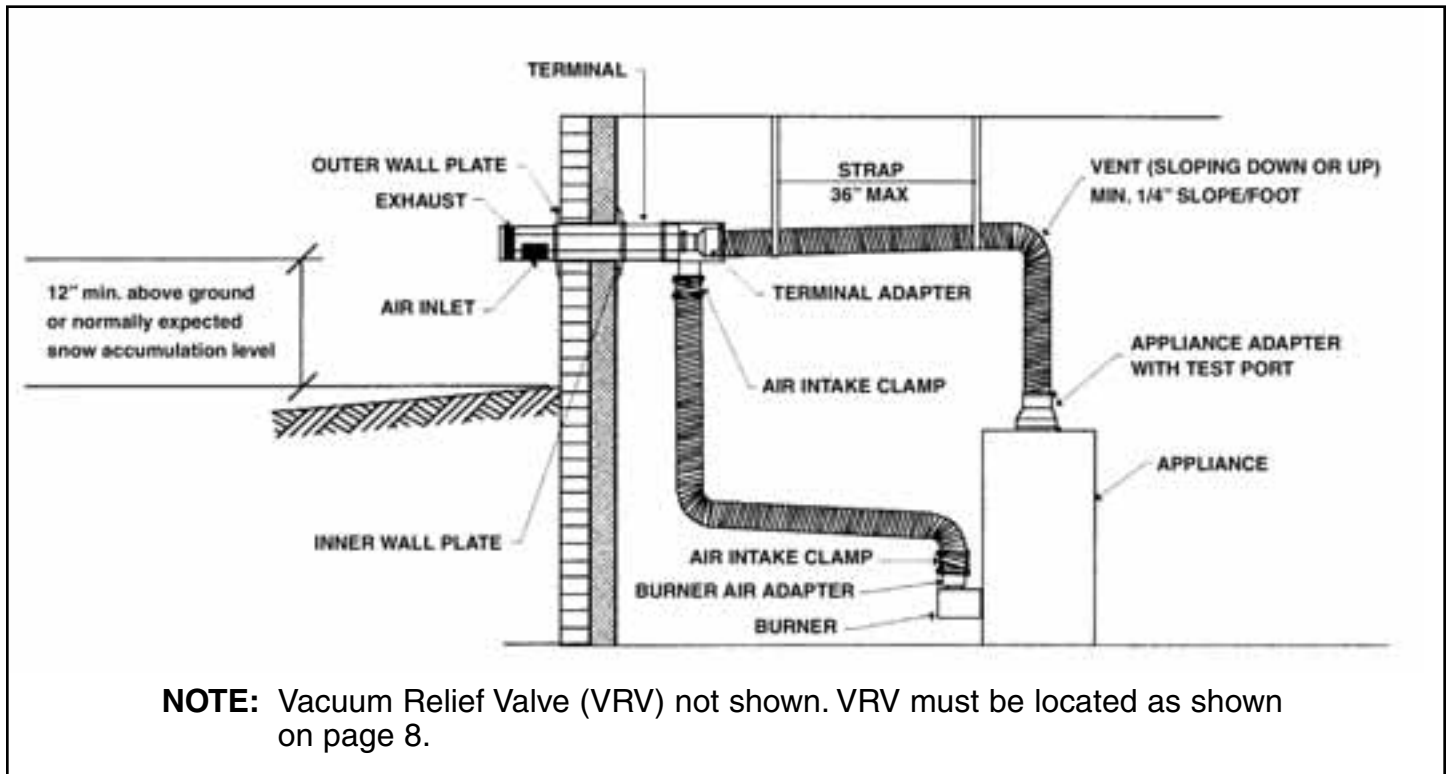 TERMINAL
OUTER WALL PLATE
EXHAUST
STRAP
36" MAX
VENT (SLOPING DOWN OR UP)
MIN. 1/4" SLOPE/FOOT
12" min. above ground
or normally expected
snow accumulation level
AIR INLET
TERMINAL ADAPTER
APPLIANCE ADAPTER
WITH TEST PORT
AIR INTAKE CLAMP
APPLIANCE
INNER WALL PLATE
AIR INTAKE CLAMP
BURNER AIR ADAPTER
BURNER
NOTE: Vacuum Relief Valve (VRV) not shown. VRV must be located as shown
on page 8.